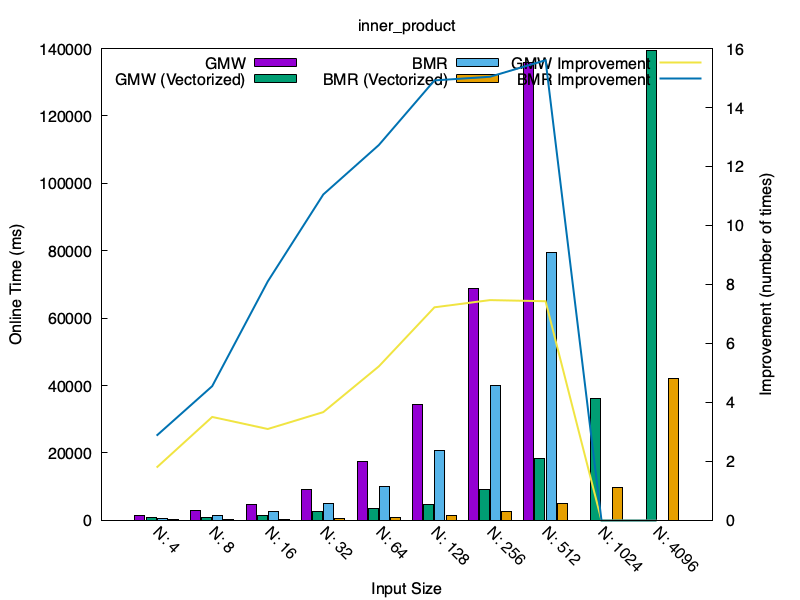 inner_product
GMW
GMW (Vectorized)
BMR
BMR (Vectorized)
GMW Improvement
BMR Improvement
Online Time (ms)
140000
120000
100000
80000
60000
40000
20000
0
16
14
12
10
8
6
4
2
0
Improvement (number of times)
N: 4
N: 8
N: 16
N: 32
N: 64
N: 128
N: 256
N: 512
N: 1024
N: 4096
Input Size